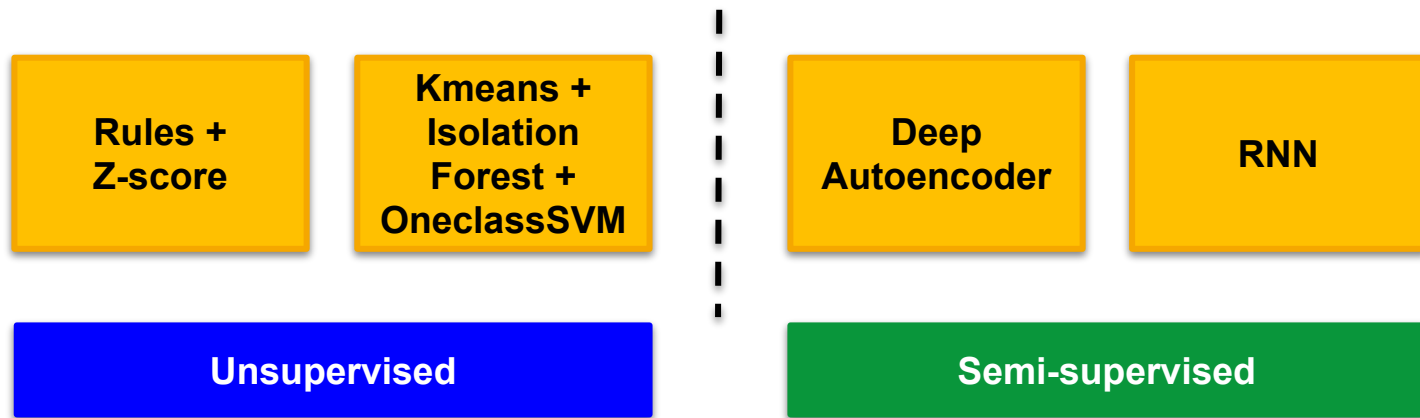 Rules +
Z-score
Kmeans +
Isolation
Forest +
OneclassSVM
Deep
Autoencoder
RNN
Unsupervised
Semi-supervised